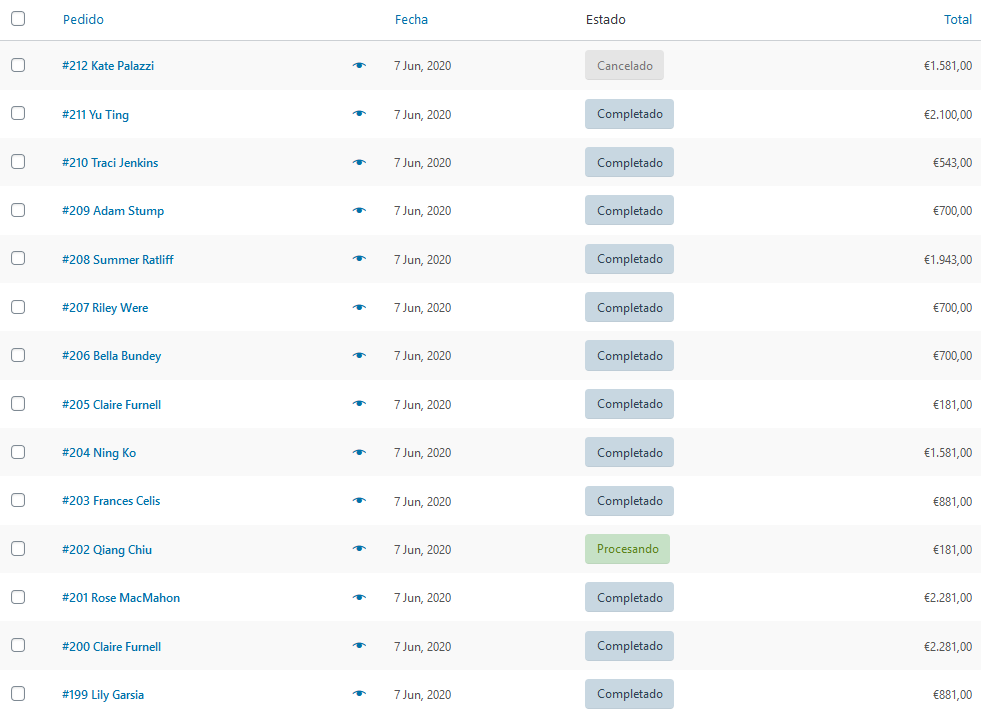 Pedido Fecha Estado Total
#212 Kate Palazzi 7 Jun, 2020 Cancelado €1.581,00
#211 Yu Ting 7 Jun, 2020 Completado €2.100,00
#210 Traci Jenkins 7 Jun, 2020 Completado €543,00
#209 Adam Stump 7 Jun, 2020 Completado €700,00
#208 Summer Ratliff 7 Jun, 2020 Completado €1.943,00
#207 Riley Were 7 Jun, 2020 Completado €700,00
#206 Bella Bundey 7 Jun, 2020 Completado €700,00
#205 Claire Furnell 7 Jun, 2020 Completado €181,00
#204 Ning Ko 7 Jun, 2020 Completado €1.581,00
#203 Frances Celis 7 Jun, 2020 Completado €881,00
#202 Qiang Chiu 7 Jun, 2020 Procesando €181,00
#201 Rose MacMahon 7 Jun, 2020 Completado €2.281,00
#200 Claire Furnell 7 Jun, 2020 Completado €2.281,00
#199 Lily Garsia 7 Jun, 2020 Completado €881,00